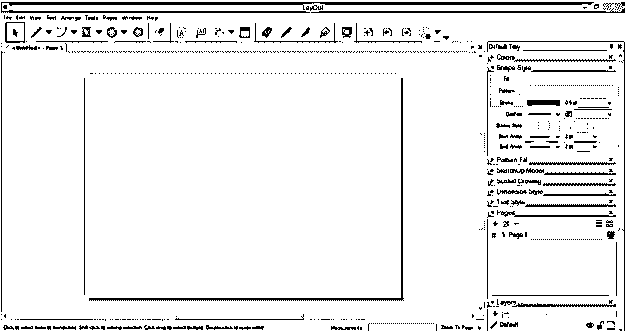 LayOut
File Edit View Text Arrange Tools Pages Window Help
<Untitled> - Page 1
Default Tray
Colors
Shape Style
Fill
Pattern
Stroke
Dashes
Stroke Style
Start Arrow
End Arrow
Pattern Fill
SketchUp Model
Scaled Drawing
Dimension Style
Text Style
Pages
1 Page 1
Layers
Default
Measurements
Zoom To Page